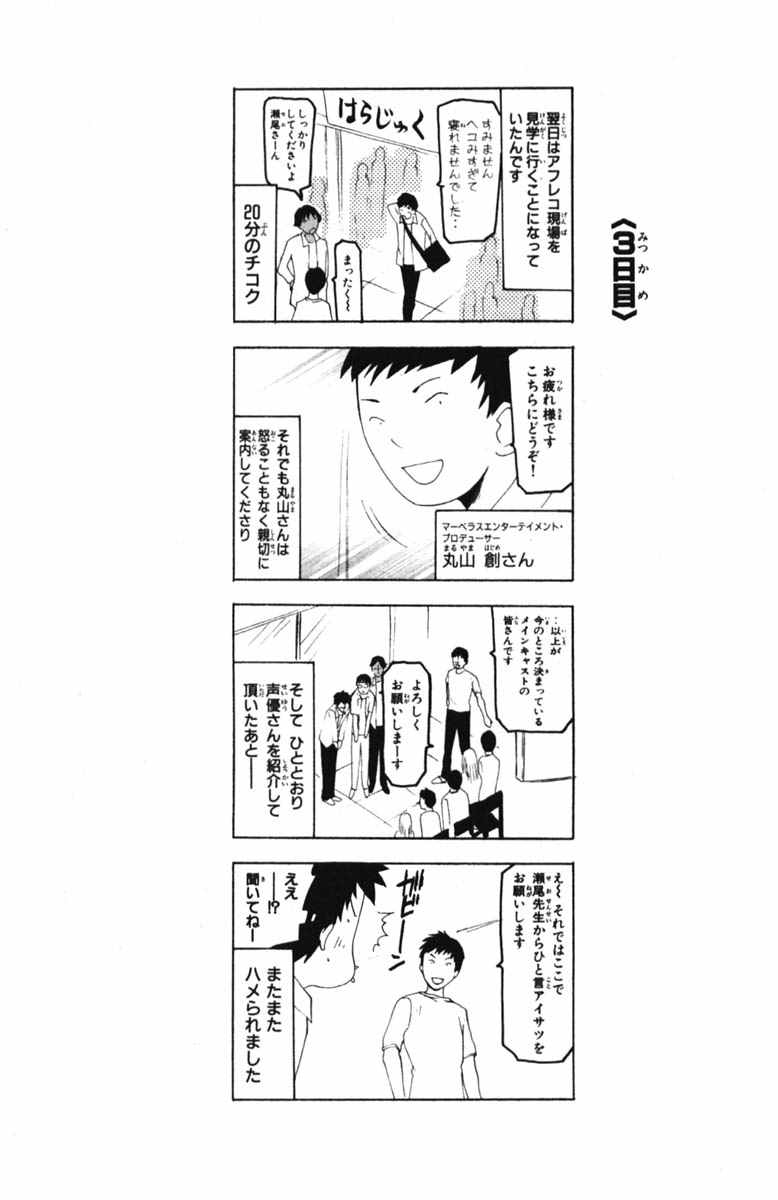 《3日目》
翌日はアフレコ現場を
見学に行くことになって
いたんです
はらじゅく
すみません
ヘコみすぎて
寝れませんでした‥
しっかり
してくださいよ
瀬尾さーん
まったく〜
20分のチコク
お疲れ様です
こちらにどうぞ!
マーベラスエンターテイメント・
プロデューサー
丸山 創さん
それでも丸山さんは
怒ることもなく親切に
案内してくださり
‥以上が
今のところ決まっている
メインキャストの
皆さんです
よろしく
お願いしまーす
そして ひととおり
声優さんを紹介して
頂いたあと――
え〜それではここで
瀬尾先生からひと言アイサツを
お願いします
ガビーン
ええ
――!?
聞いてねー
またまた
ハメられました